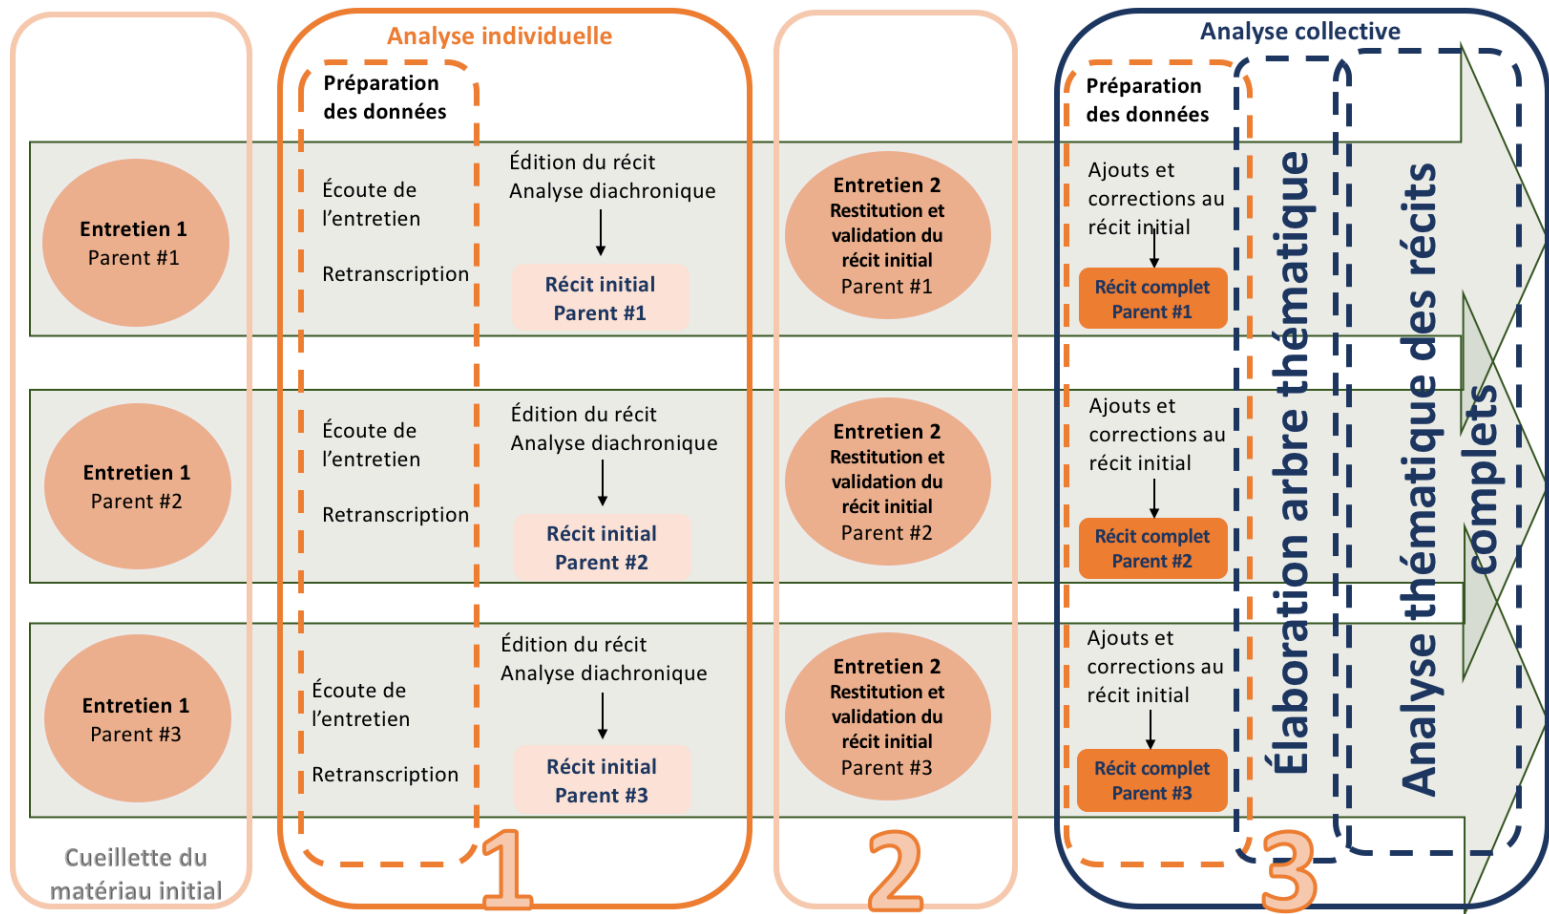 Analyse individuelle
Analyse collective
Préparation
des données
Préparation
des données
Entretien 1
Parent #1
Écoute de
l’entretien
Retranscription
Édition du récit
Analyse diachronique
Récit initial
Parent #1
Entretien 2
Restitution et
validation du
récit initial
Parent #1
Ajouts et
corrections au
récit initial
Récit complet
Parent #1
Entretien 1
Parent #2
Écoute de
l’entretien
Retranscription
Édition du récit
Analyse diachronique
Récit initial
Parent #2
Entretien 2
Restitution et
validation du
récit initial
Parent #2
Ajouts et
corrections au
récit initial
Récit complet
Parent #2
Entretien 1
Parent #3
Écoute de
l’entretien
Retranscription
Édition du récit
Analyse diachronique
Récit initial
Parent #3
Entretien 2
Restitution et
validation du
récit initial
Parent #3
Ajouts et
corrections au
récit initial
Récit complet
Parent #3
Élaboration arbre thématique
Analyse thématique des récits
complets
Cueillette du
matériau initial
1
2
3